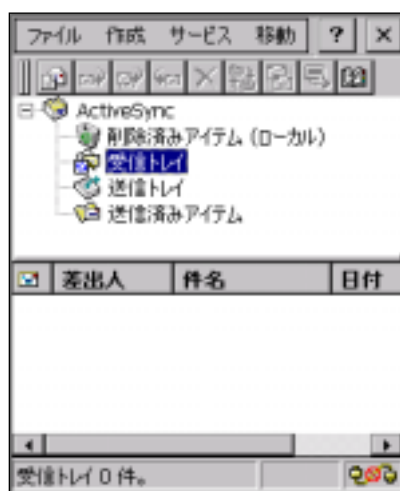 ファイル 作成 サービス 移動 ? ×
ActiveSync
削除済みアイテム (ローカル)
受信トレイ
送信トレイ
送信済みアイテム
差出人 件名 日付
受信トレイ 0 件。